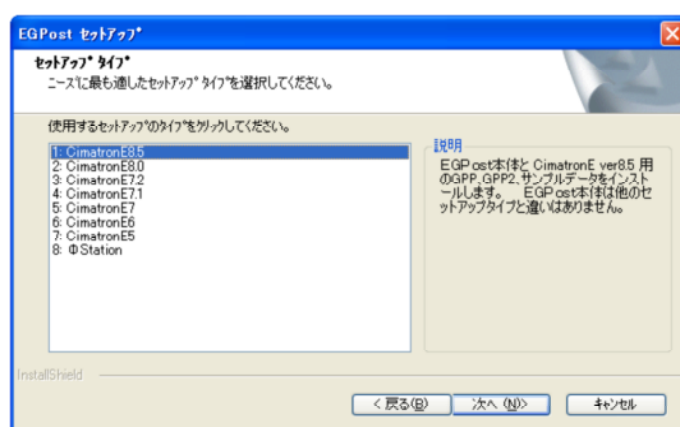 EGPost ｾｯﾄｱｯﾌﾟ
ｾｯﾄｱｯﾌﾟ ﾀｲﾌﾟ
ニーズに最も適したｾｯﾄｱｯﾌﾟ ﾀｲﾌﾟを選択してください。
使用するｾｯﾄｱｯﾌﾟのﾀｲﾌﾟをｸﾘｯｸしてください。
1: CimatronE8.5
2: CimatronE8.0
3: CimatronE7.2
4: CimatronE7.1
5: CimatronE7
6: CimatronE6
7: CimatronE5
8: ΦStation
説明
EGPost本体と CimatronE ver8.5 用
のGPP,GPP2,サンプルデータをインスト
ールします。 EGPost本体は他のセ
ットアップタイプと違いはありません。
InstallShield
< 戻る(B)
次へ (N)>
ｷｬﾝｾﾙ